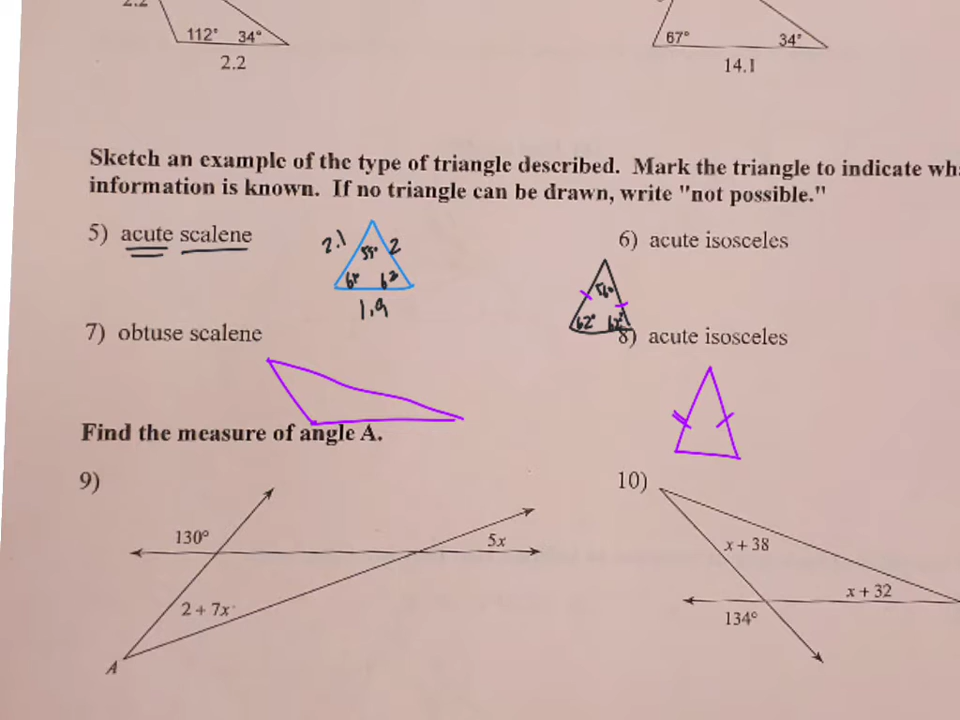 2.2
112° 34°
2.2
67° 34°
14.1
Sketch an example of the type of triangle described. Mark the triangle to indicate
information is known. If no triangle can be drawn, write "not possible."
5) acute scalene
2.1 55° 2
1.9
6) acute isosceles
56°
62° 62°
7) obtuse scalene
8) acute isosceles
Find the measure of angle A.
9)
130°
5x
2 + 7x
A
10)
x + 38
x + 32
134°